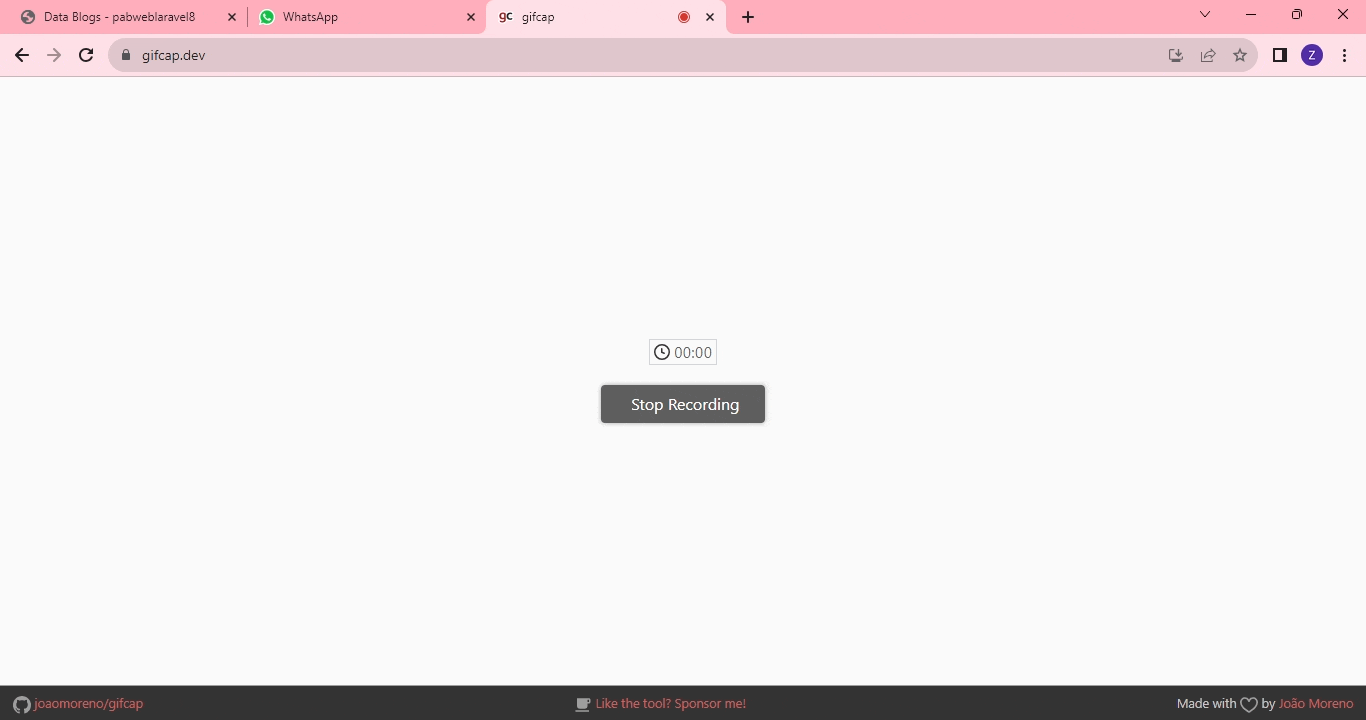 Data Blogs - pabweblaravel8
WhatsApp
gc gifcap
gifcap.dev
Z
00:00
Stop Recording
joaomoreno/gifcap
Like the tool? Sponsor me!
Made with by João Moreno